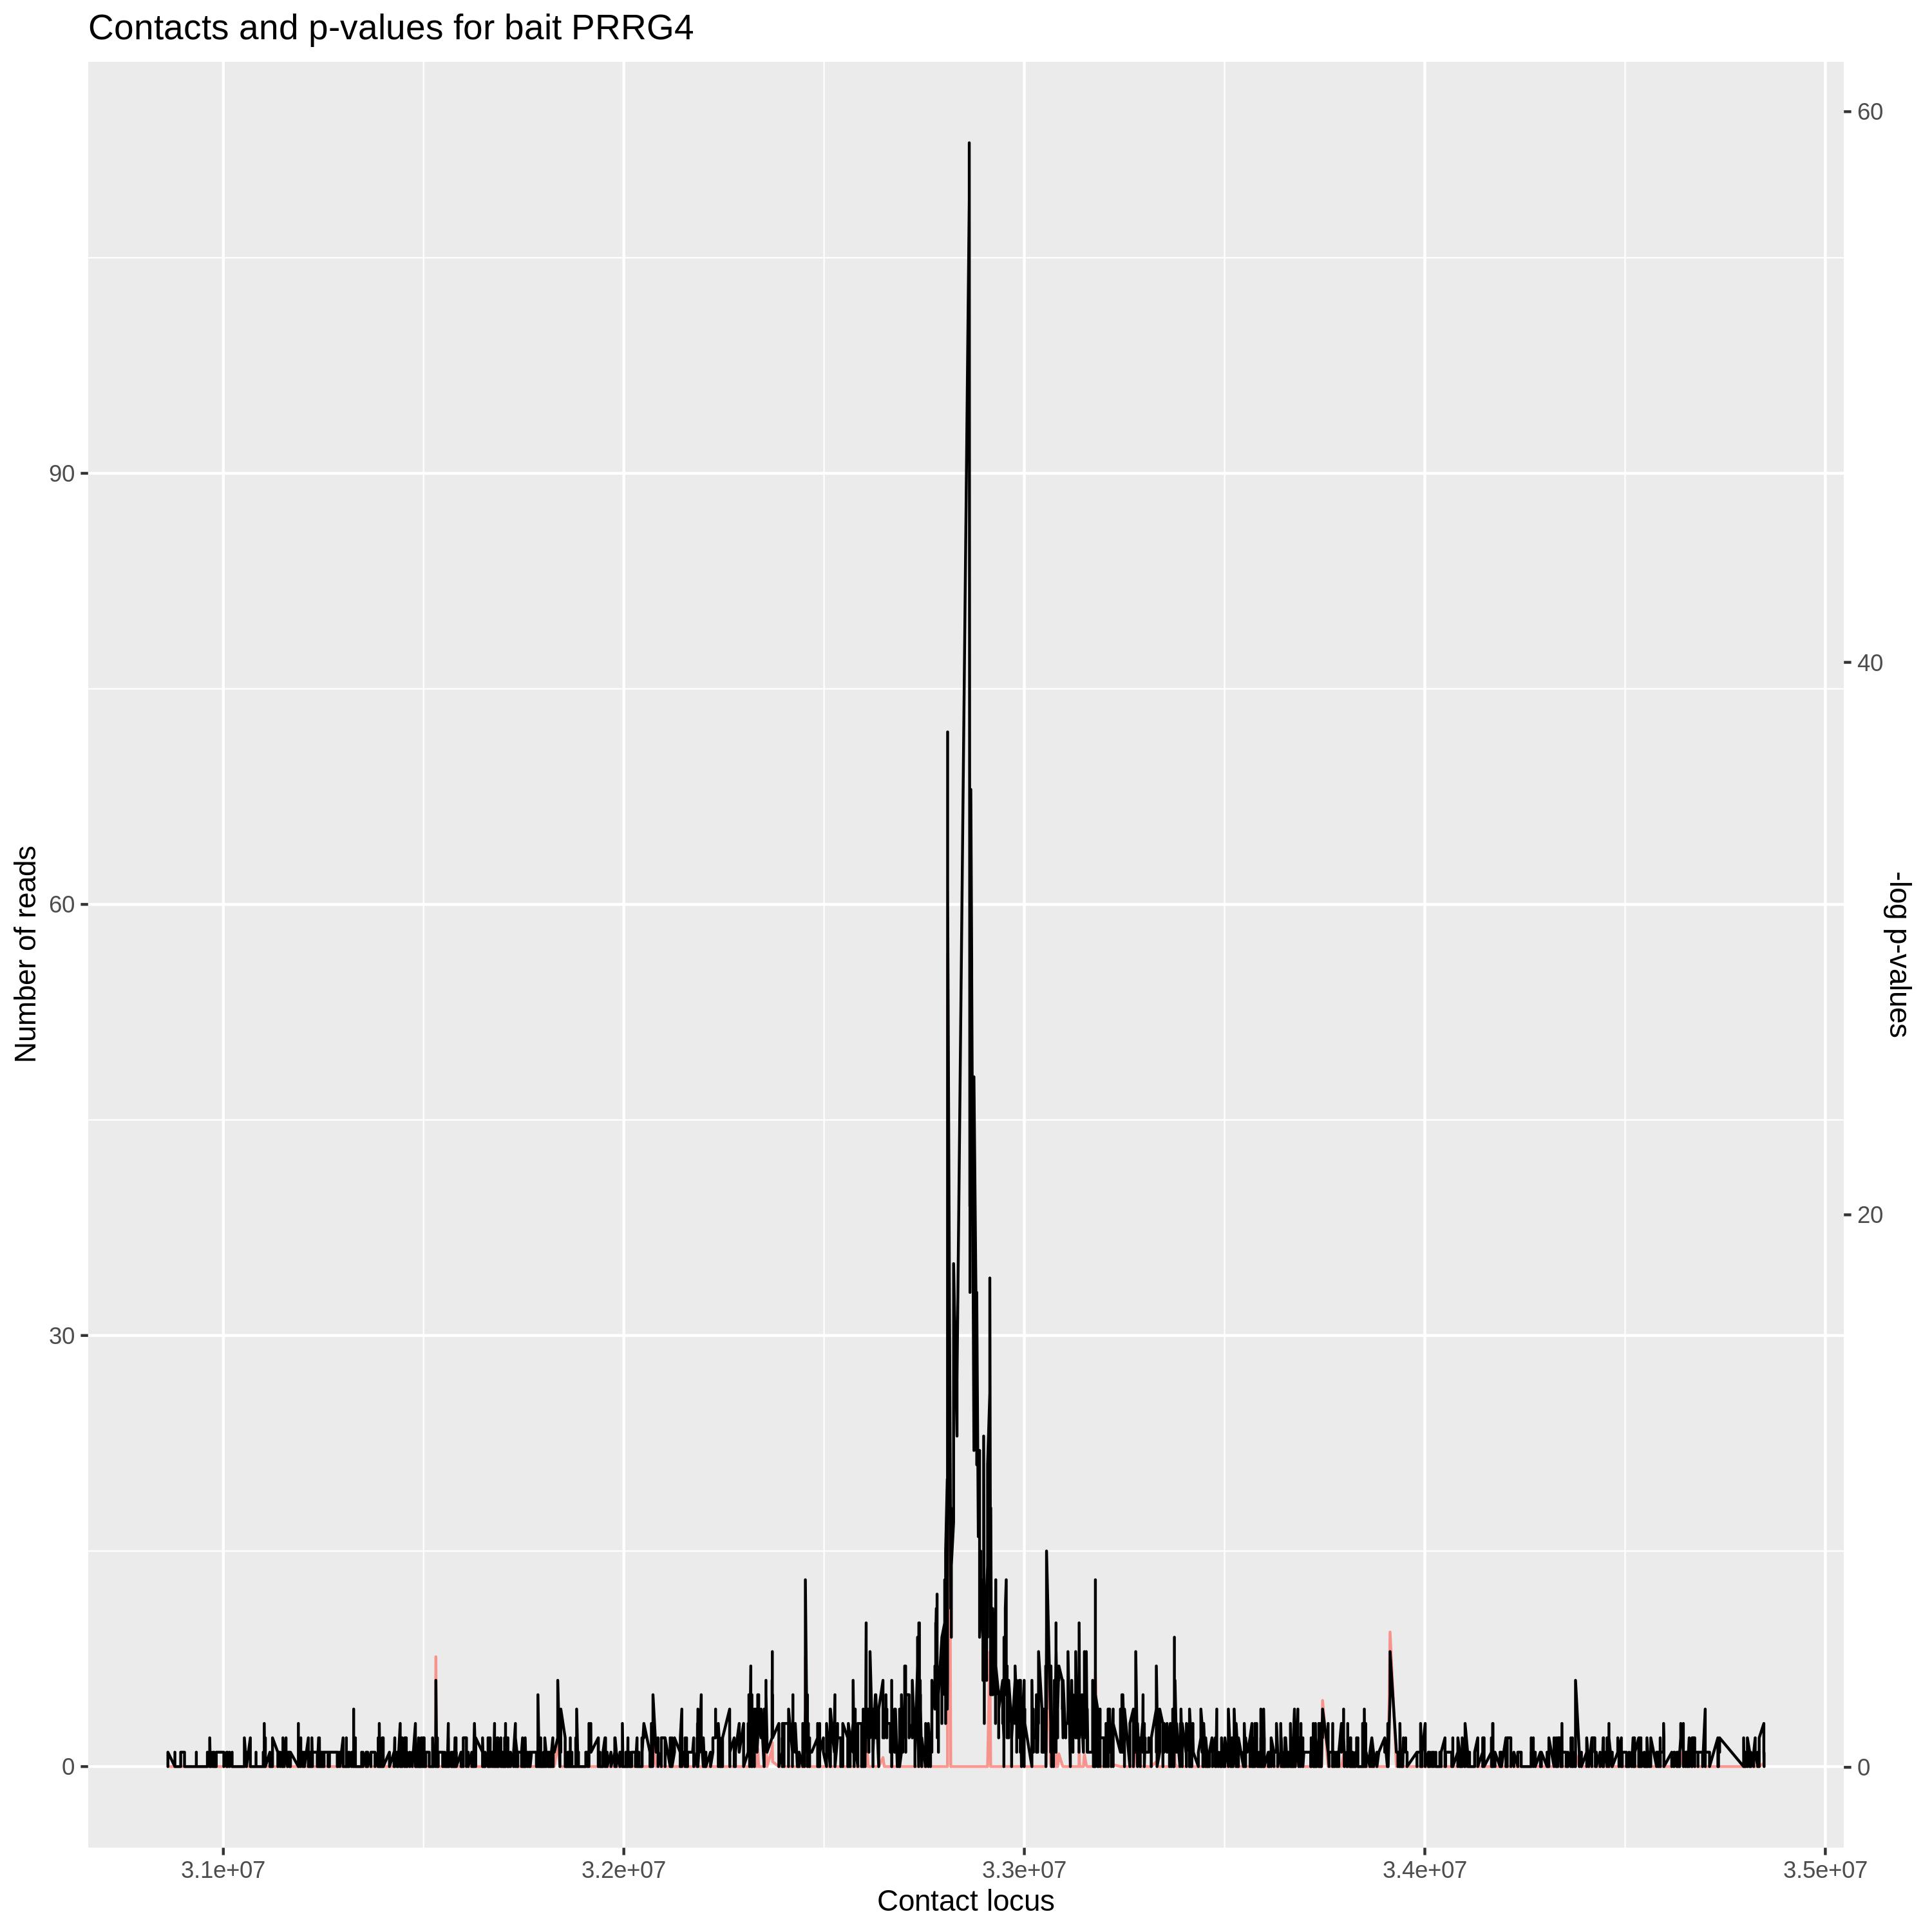 Contacts and p-values for bait PRRG4
60
90
40
60
20
30
0
0
Number of reads
-log p-values
3.1e+07
3.2e+07
3.3e+07
3.4e+07
3.5e+07
Contact locus